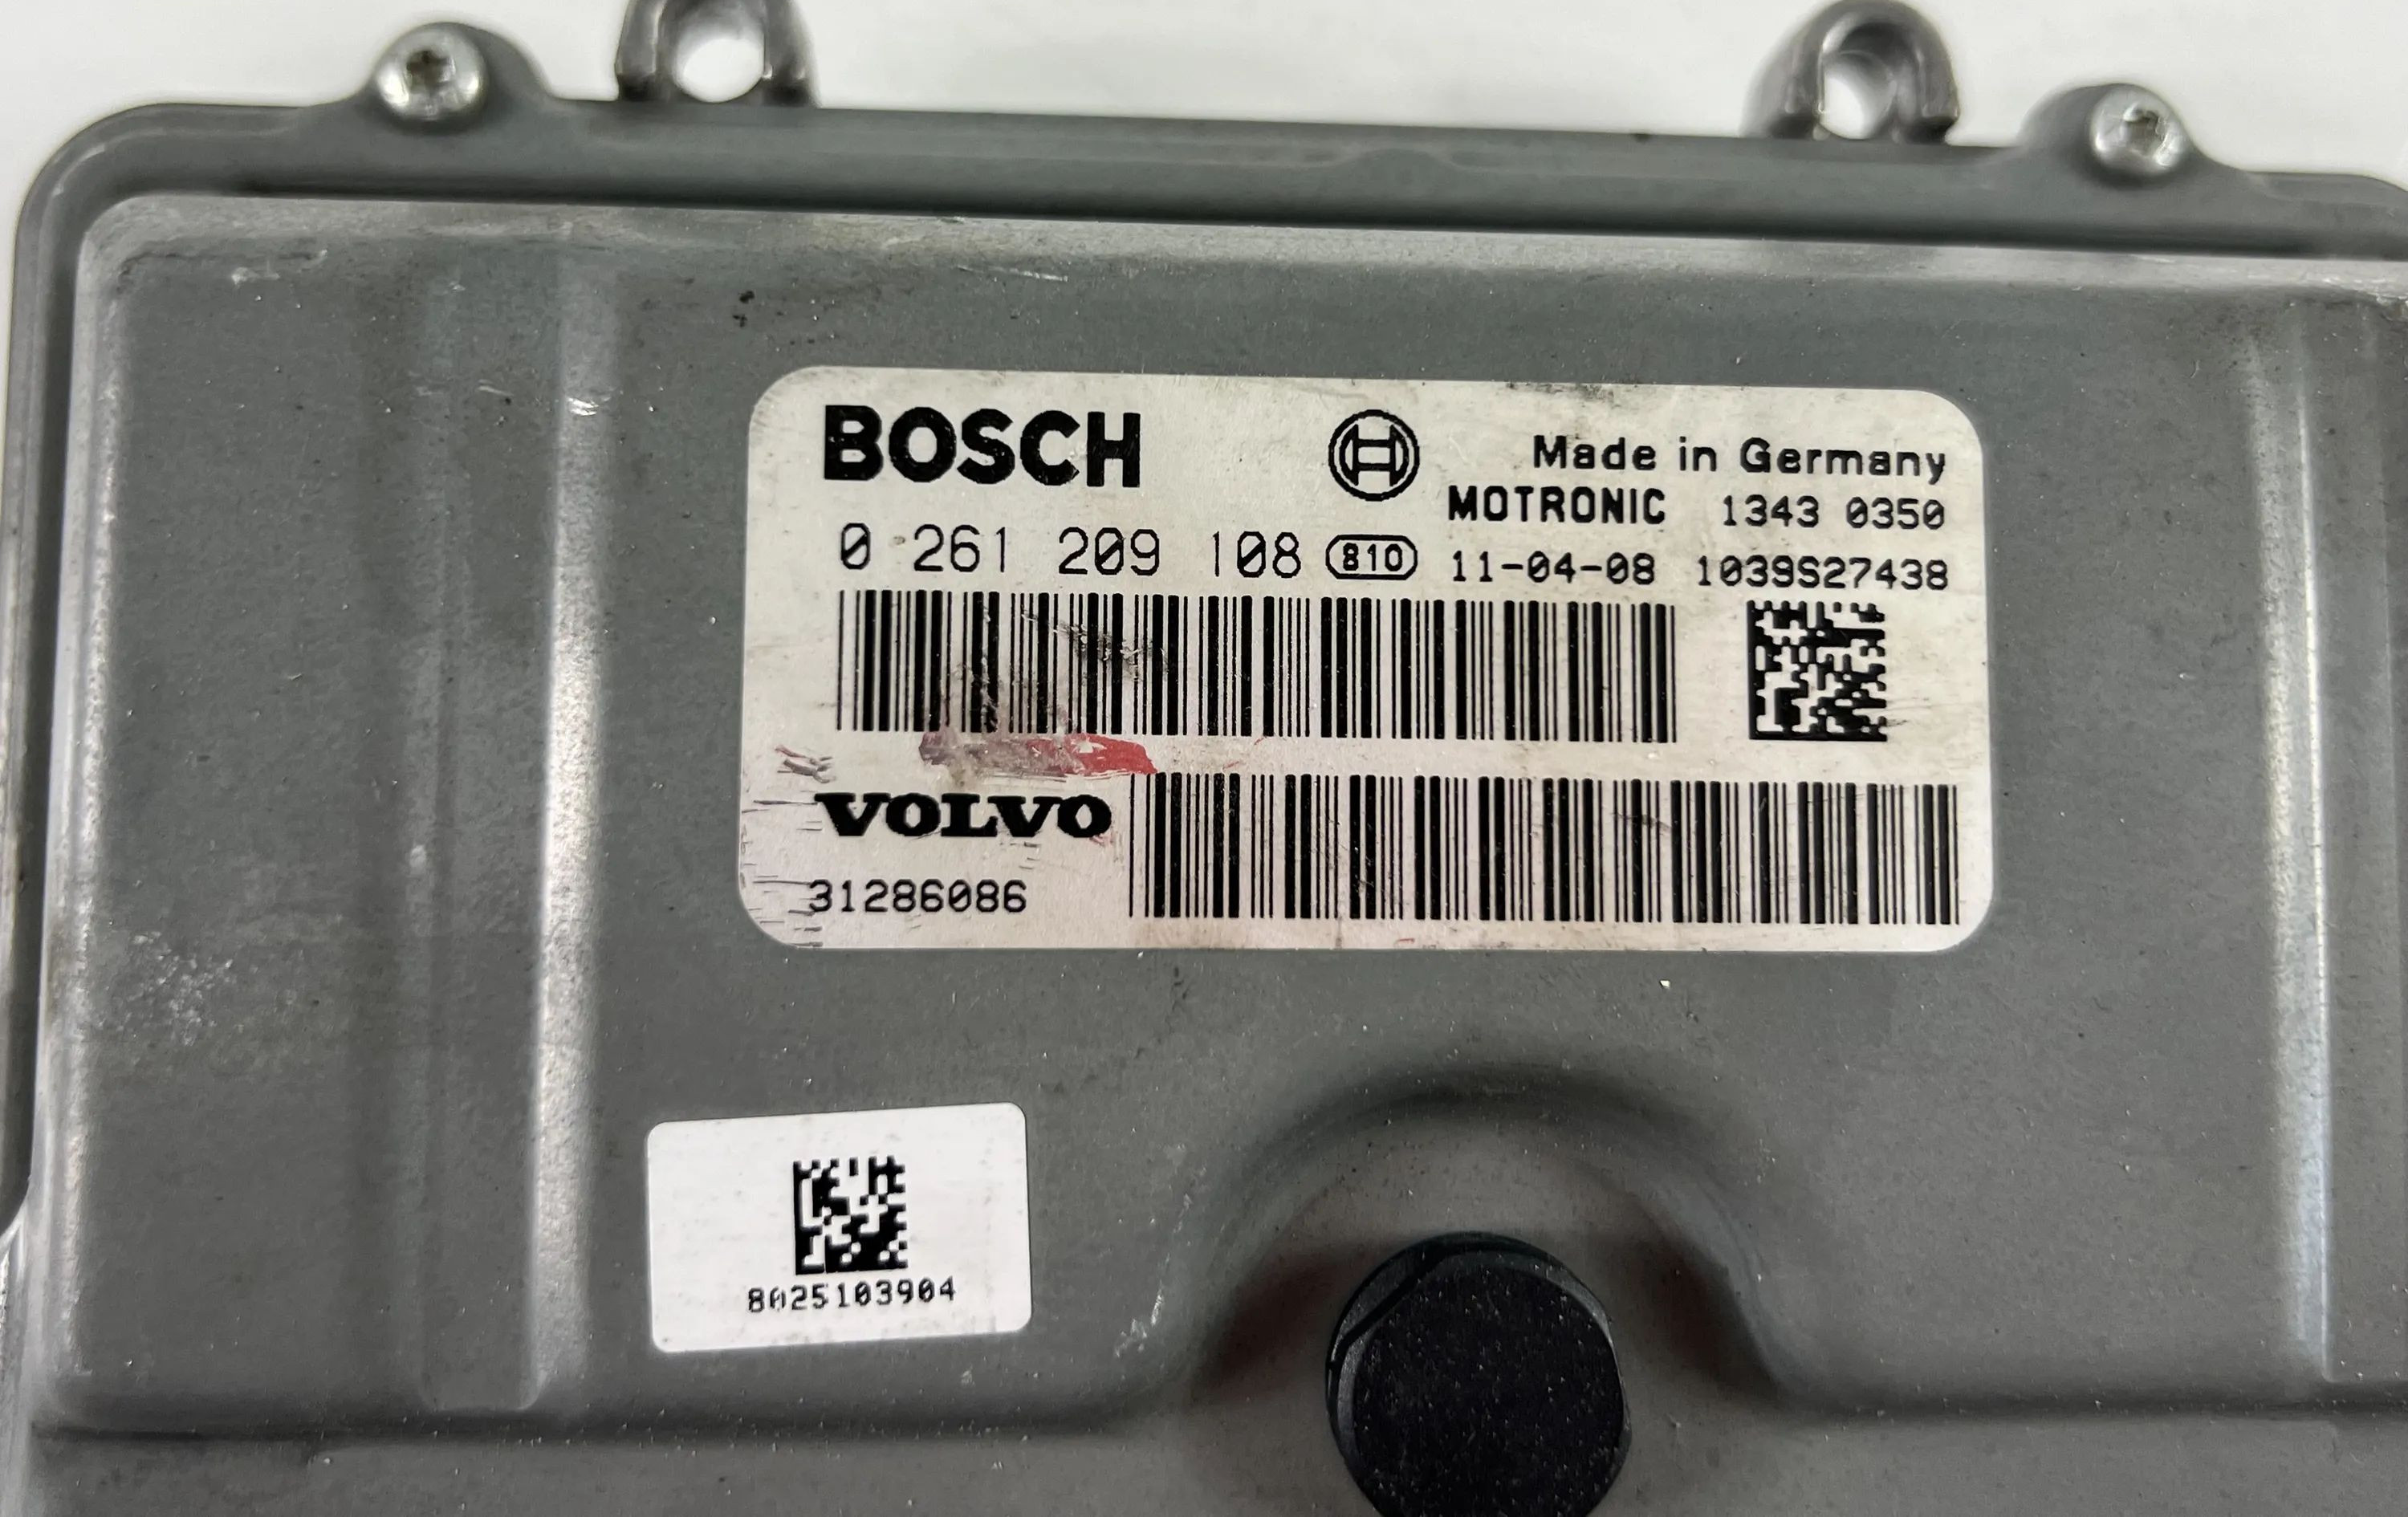 BOSCH
Made in Germany
MOTRONIC 1343 0350
0 261 209 108 810 11-04-08 1039S27438
VOLVO
31286086
8025103904